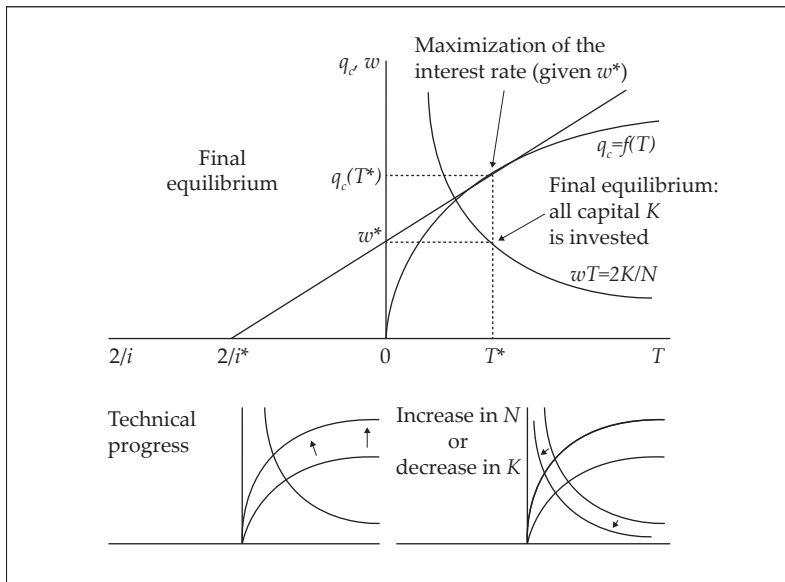 Maximization of the
interest rate (given w*)
q_c, w
q_c=f(T)
Final
equilibrium
q_c(T*)
Final equilibrium:
all capital K
is invested
w*
wT=2K/N
2/i
2/i*
0
T*
T
Technical
progress
Increase in N
or
decrease in K